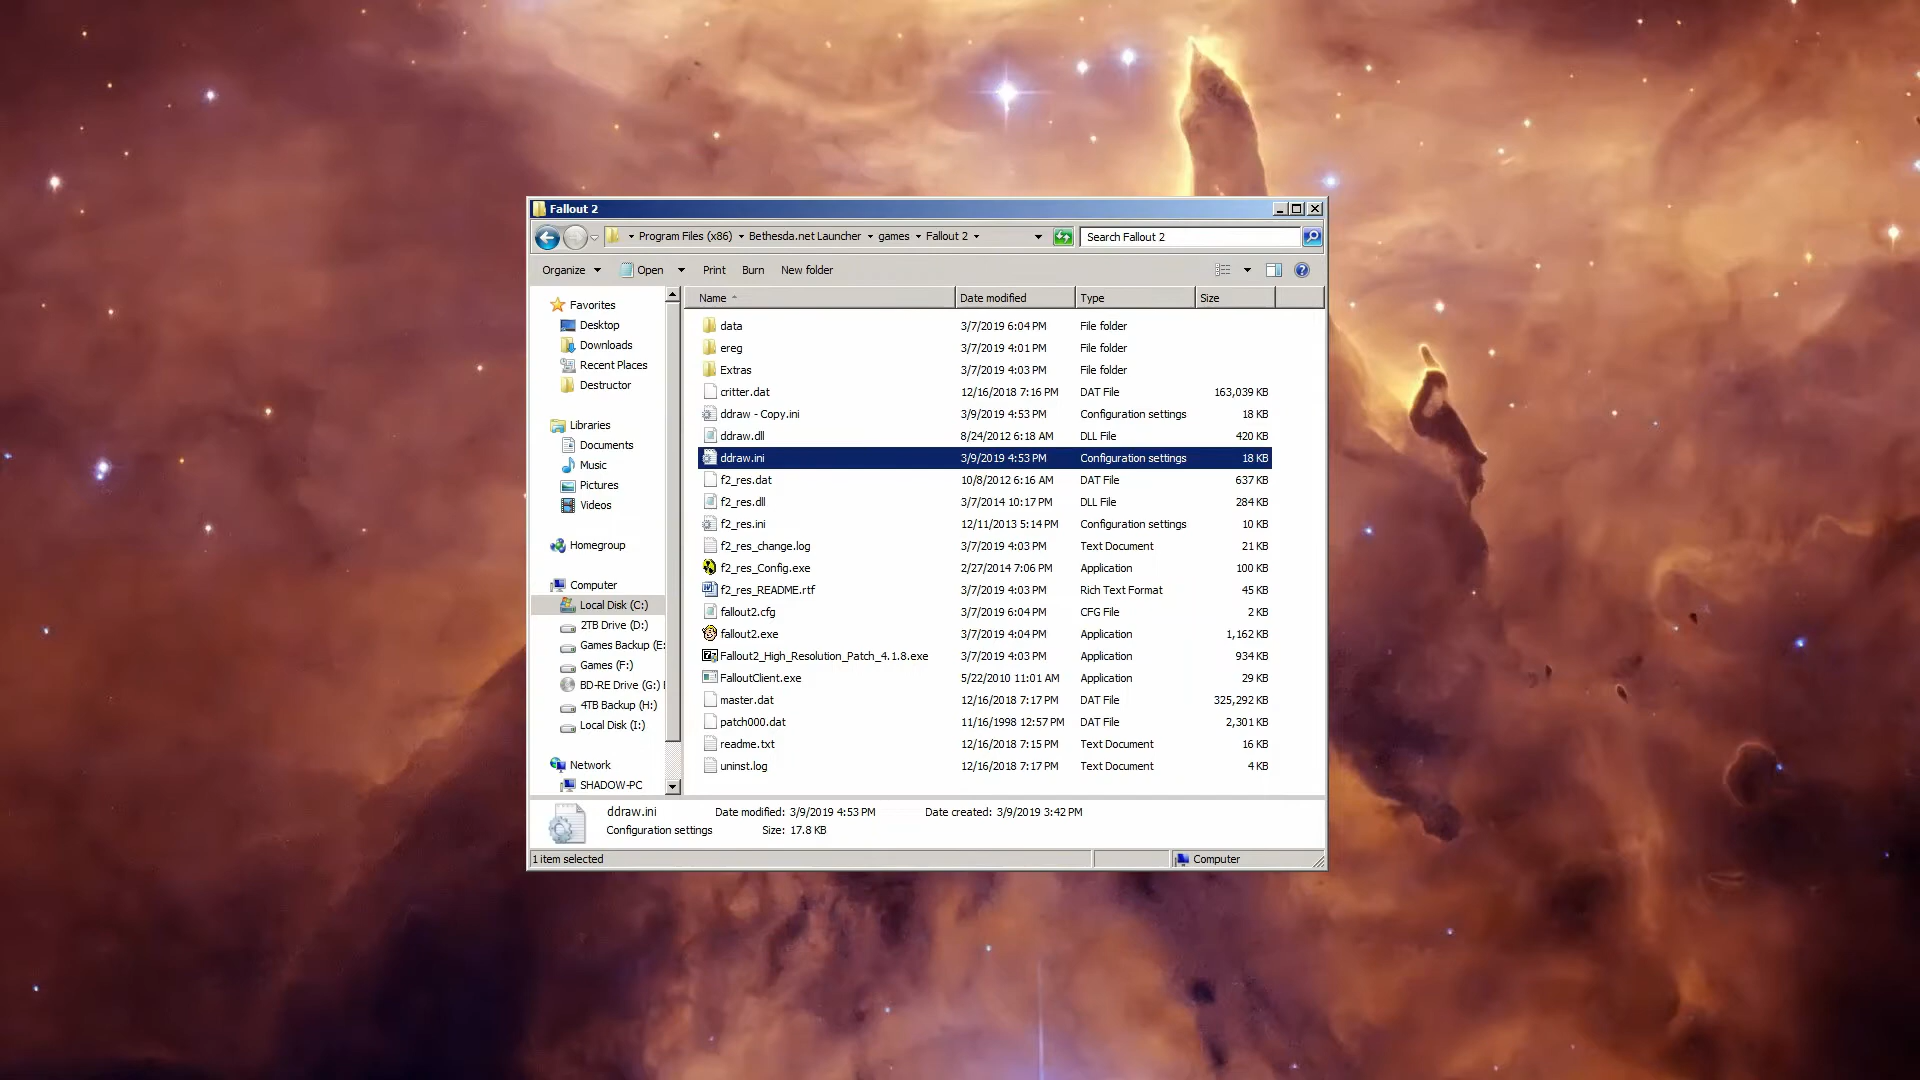 Fallout 2
Program Files (x86) Bethesda.net Launcher games Fallout 2 Search Fallout 2
Organize Open Print Burn New folder
Name Date modified Type Size
Favorites
Desktop
Downloads
Recent Places
Destructor
Libraries
Documents
Music
Pictures
Videos
Homegroup
Computer
Local Disk (C:)
2TB Drive (D:)
Games Backup (E:
Games (F:)
BD-RE Drive (G:)
4TB Backup (H:)
Local Disk (I:)
Network
SHADOW-PC
data 3/7/2019 6:04 PM File folder
ereg 3/7/2019 4:01 PM File folder
Extras 3/7/2019 4:03 PM File folder
critter.dat 12/16/2018 7:16 PM DAT File 163,039 KB
ddraw - Copy.ini 3/9/2019 4:53 PM Configuration settings 18 KB
ddraw.dll 8/24/2012 6:18 AM DLL File 420 KB
ddraw.ini 3/9/2019 4:53 PM Configuration settings 18 KB
f2_res.dat 10/8/2012 6:16 AM DAT File 637 KB
f2_res.dll 3/7/2014 10:17 PM DLL File 284 KB
f2_res.ini 12/11/2013 5:14 PM Configuration settings 10 KB
f2_res_change.log 3/7/2019 4:03 PM Text Document 21 KB
f2_res_Config.exe 2/27/2014 7:06 PM Application 100 KB
f2_res_README.rtf 3/7/2019 4:03 PM Rich Text Format 45 KB
fallout2.cfg 3/7/2019 6:04 PM CFG File 2 KB
fallout2.exe 3/7/2019 4:04 PM Application 1,162 KB
Fallout2_High_Resolution_Patch_4.1.8.exe 3/7/2019 4:03 PM Application 934 KB
FalloutClient.exe 5/22/2010 11:01 AM Application 29 KB
master.dat 12/16/2018 7:17 PM DAT File 325,292 KB
patch000.dat 11/16/1998 12:57 PM DAT File 2,301 KB
readme.txt 12/16/2018 7:15 PM Text Document 16 KB
uninst.log 12/16/2018 7:17 PM Text Document 4 KB
ddraw.ini Date modified: 3/9/2019 4:53 PM Date created: 3/9/2019 3:42 PM
Configuration settings Size: 17.8 KB
1 item selected Computer